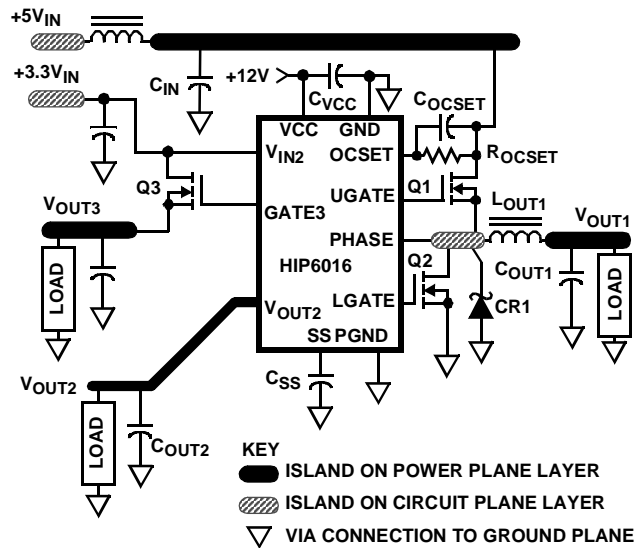 +5VIN
+3.3VIN
CIN
+12V
CVCC
COCSET
VCC GND
VIN2
OCSET
ROCSET
Q3
UGATE
Q1
GATE3
LOUT1
VOUT3
VOUT1
PHASE
HIP6016
Q2
COUT1
LOAD
LOAD
VOUT2
LGATE
CR1
SS PGND
CSS
VOUT2
LOAD
COUT2
KEY
ISLAND ON POWER PLANE LAYER
ISLAND ON CIRCUIT PLANE LAYER
VIA CONNECTION TO GROUND PLANE